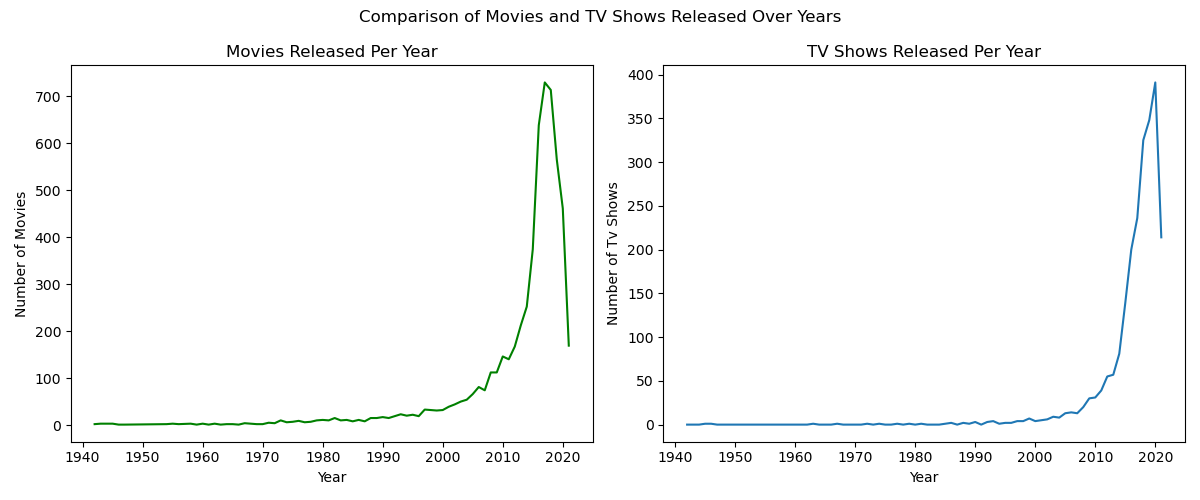 Comparison of Movies and TV Shows Released Over Years
Movies Released Per Year
700
600
500
400
300
200
100
0
Number of Movies
1940 1950 1960 1970 1980 1990 2000 2010 2020
Year
TV Shows Released Per Year
400
350
300
250
200
150
100
50
0
Number of Tv Shows
1940 1950 1960 1970 1980 1990 2000 2010 2020
Year